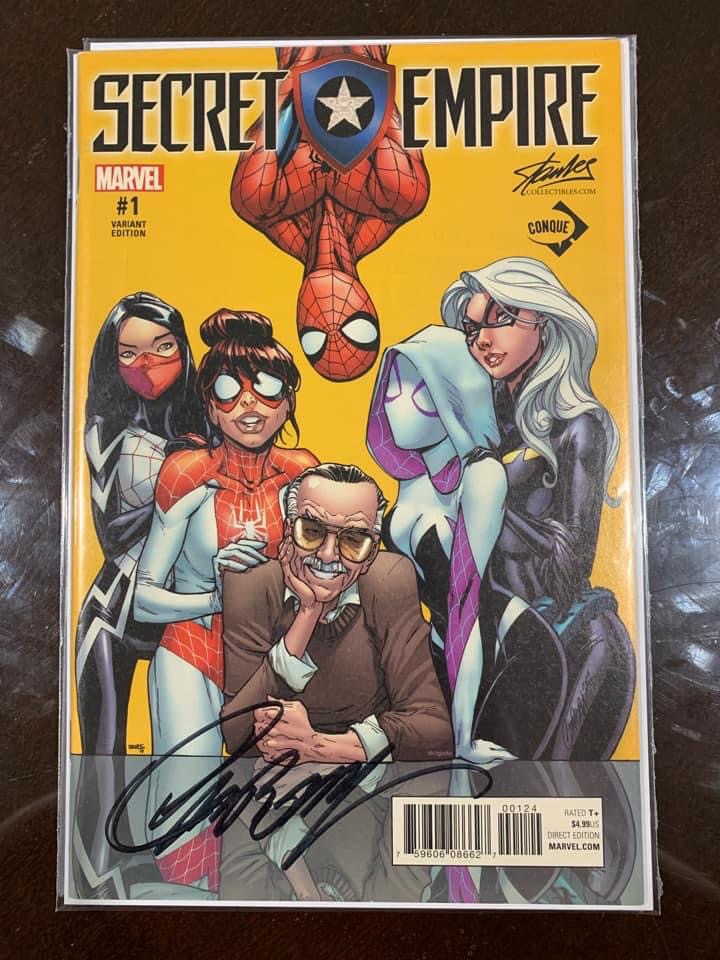 SECRET EMPIRE
MARVEL
#1
VARIANT
EDITION
Stan Lee
COLLECTIBLES.COM
CONQUE
00124
RATED T+
$4.99US
DIRECT EDITION
MARVEL.COM
7 59606 08662 7